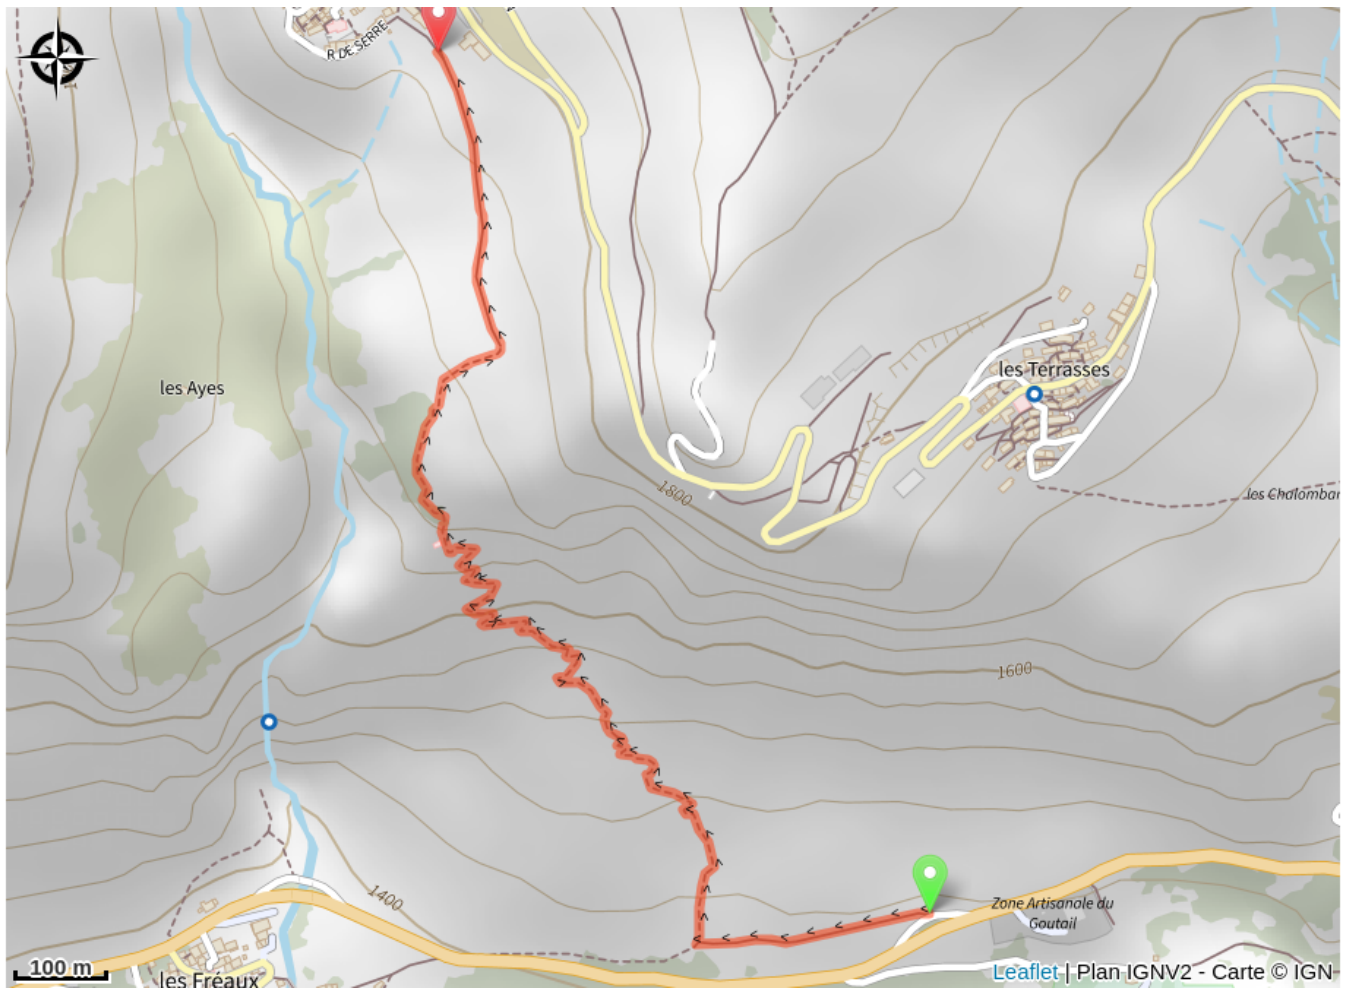 R DE SERRE
les Ayes
les Terrasses
1800
les Chalombar
1600
1400
Zone Artisanale du
Goutail
100 m
les Fréaux
Leaflet | Plan IGNV2 - Carte © IGN